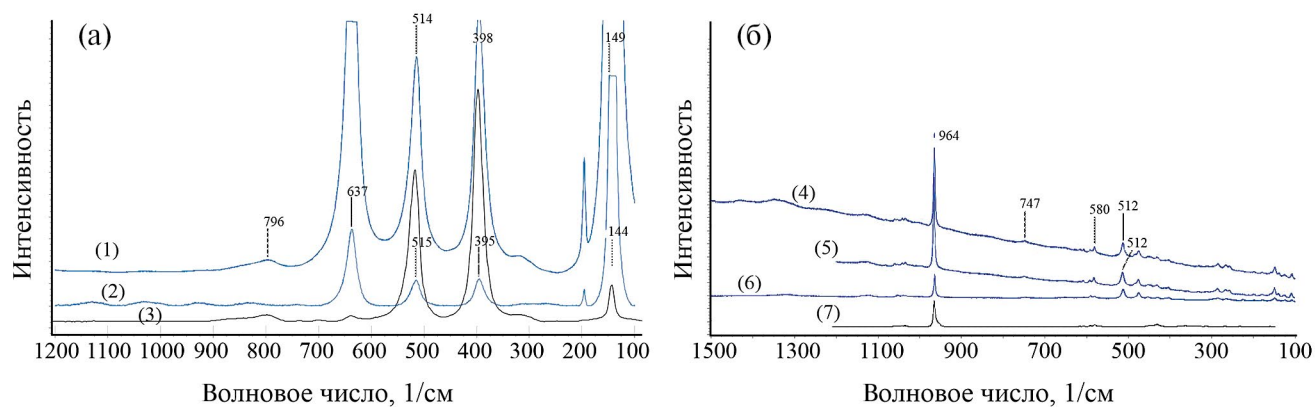 (а)
Интенсивность
514
398
149
637
796
515
395
144
(1)
(2)
(3)
1200 1100 1000 900 800 700 600 500 400 300 200 100
Волновое число, 1/см
(б)
Интенсивность
964
747
580
512
512
(4)
(5)
(6)
(7)
1500 1300 1100 900 700 500 300 100
Волновое число, 1/см